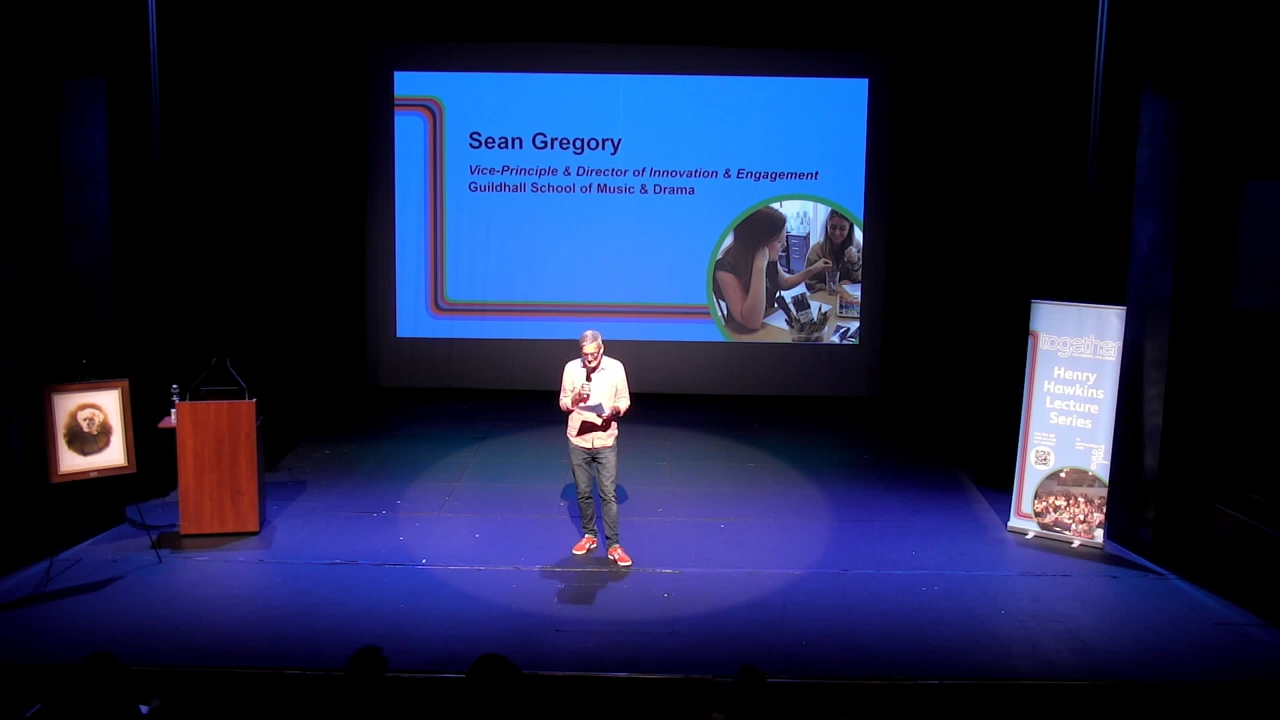 Sean Gregory
Vice-Principle & Director of Innovation & Engagement
Guildhall School of Music & Drama
together
Henry
Hawkins
Lecture
Series